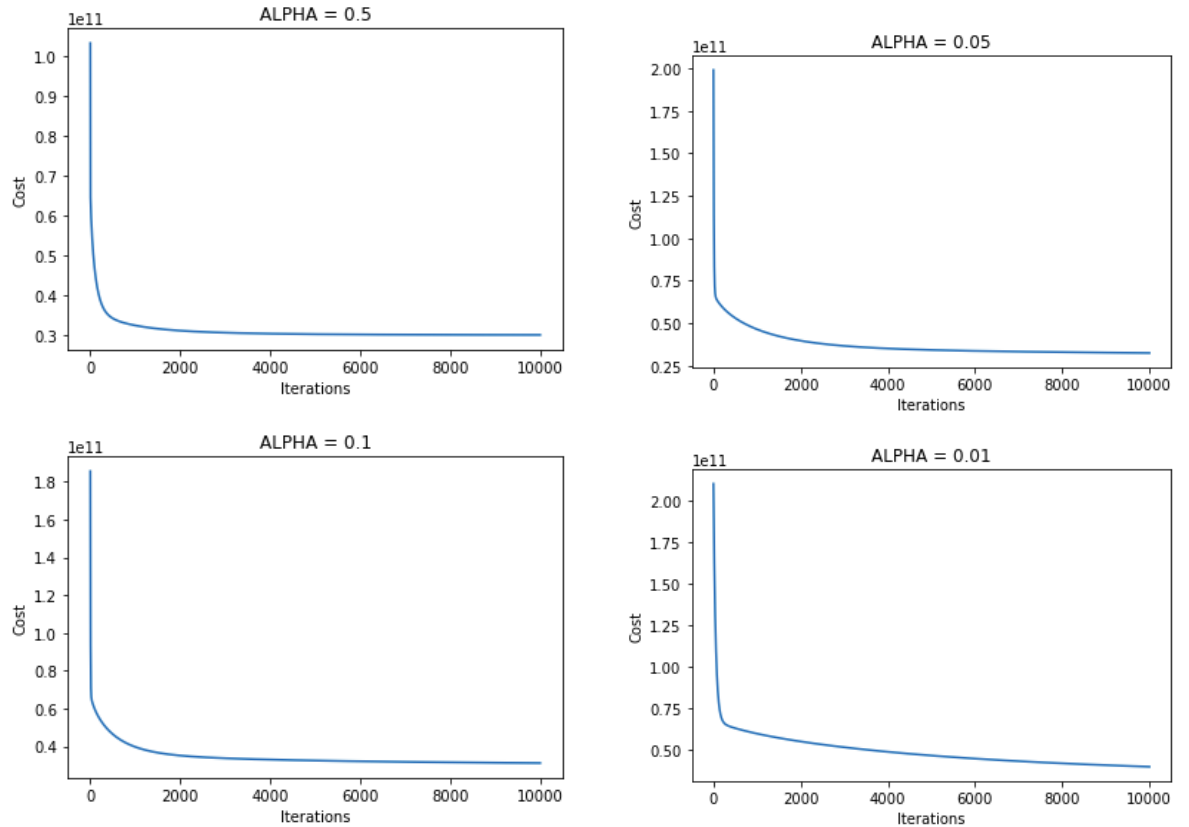 ALPHA = 0.5
1e11
1.0
0.9
0.8
0.7
0.6
0.5
0.4
0.3
Cost
0 2000 4000 6000 8000 10000
Iterations
ALPHA = 0.05
1e11
2.00
1.75
1.50
1.25
1.00
0.75
0.50
0.25
Cost
0 2000 4000 6000 8000 10000
Iterations
ALPHA = 0.1
1e11
1.8
1.6
1.4
1.2
1.0
0.8
0.6
0.4
Cost
0 2000 4000 6000 8000 10000
Iterations
ALPHA = 0.01
1e11
2.00
1.75
1.50
1.25
1.00
0.75
0.50
Cost
0 2000 4000 6000 8000 10000
Iterations